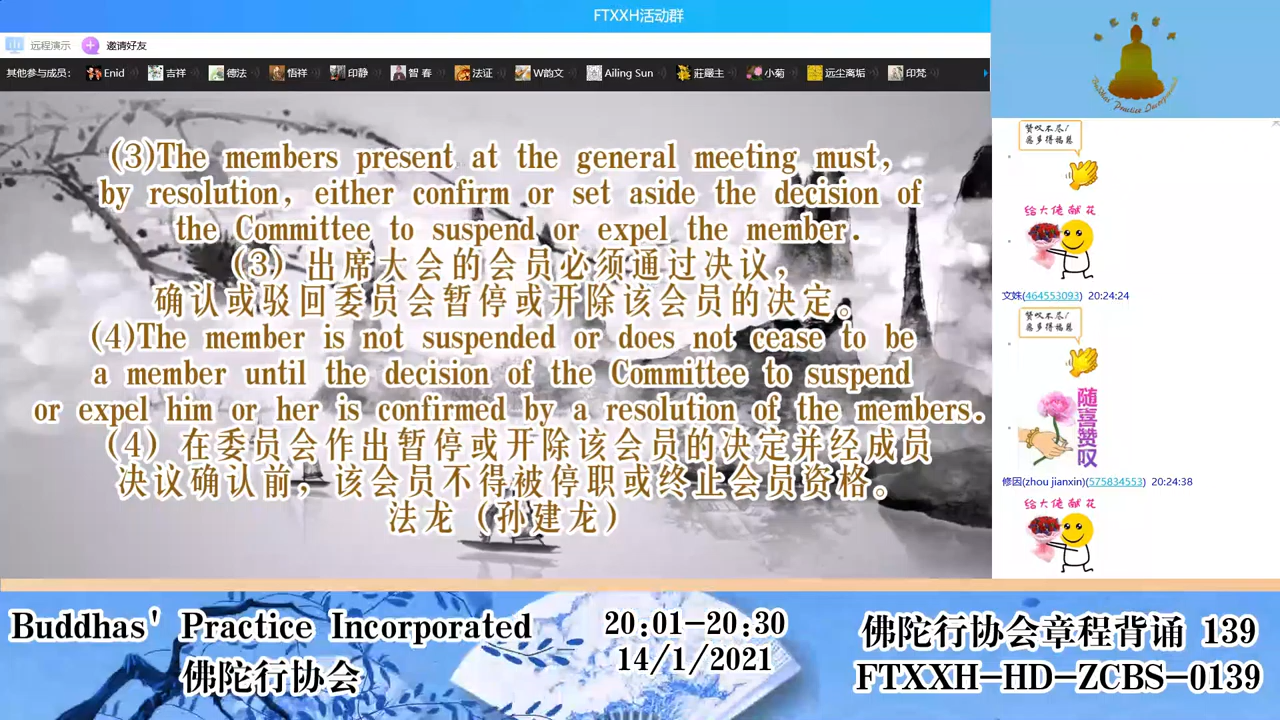 FTXXH活动群
远程演示 邀请好友
其他参与成员: Enid 吉祥 德法 悟祥 印静 智 春 法证 W韵文 Ailing Sun 莊嚴主 小菊 远尘离垢 印梵
(3)The members present at the general meeting must,
by resolution, either confirm or set aside the decision of
the Committee to suspend or expel the member.
(3) 出席大会的会员必须通过决议,
确认或驳回委员会暂停或开除该会员的决定。
(4)The member is not suspended or does not cease to be
a member until the decision of the Committee to suspend
or expel him or her is confirmed by a resolution of the members.
(4) 在委员会作出暂停或开除该会员的决定并经成员
决议确认前, 该会员不得被停职或终止会员资格。
法龙 (孙建龙)
Buddhas' Practice Incorporated
赞叹不尽!
愿多得福慧
给大佬献花
文姝(464553093) 20:24:24
赞叹不尽!
愿多得福慧
随喜赞叹
修因(zhou jianxin)(575834553) 20:24:38
给大佬献花
Buddhas' Practice Incorporated
佛陀行协会
20:01-20:30
14/1/2021
佛陀行协会章程背诵 139
FTXXH-HD-ZCBS-0139